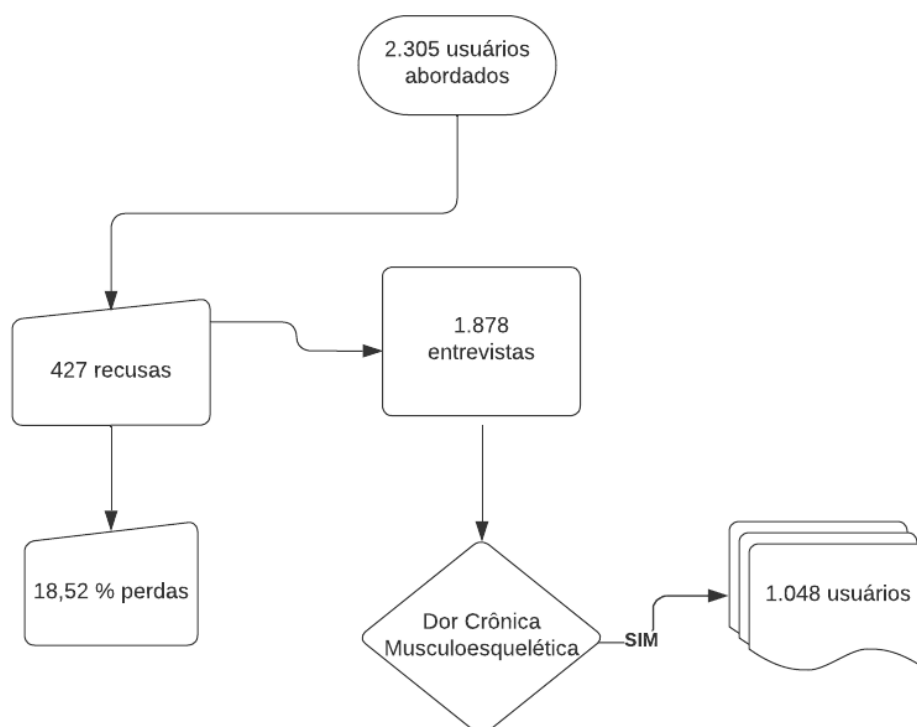 2.305 usuários
abordados
427 recusas
1.878
entrevistas
18,52 % perdas
Dor Crônica
Musculoesquelética
SIM
1.048 usuários